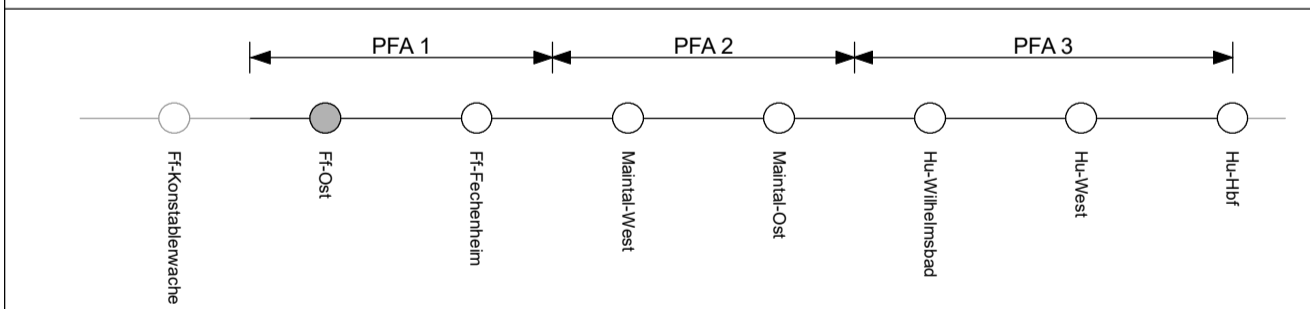 PFA 1
PFA 2
PFA 3
Ff-Konstablerwache
Ff-Ost
Ff-Fechenheim
Maintal-West
Maintal-Ost
Hu-Wilhelmsbad
Hu-West
Hu-Hbf